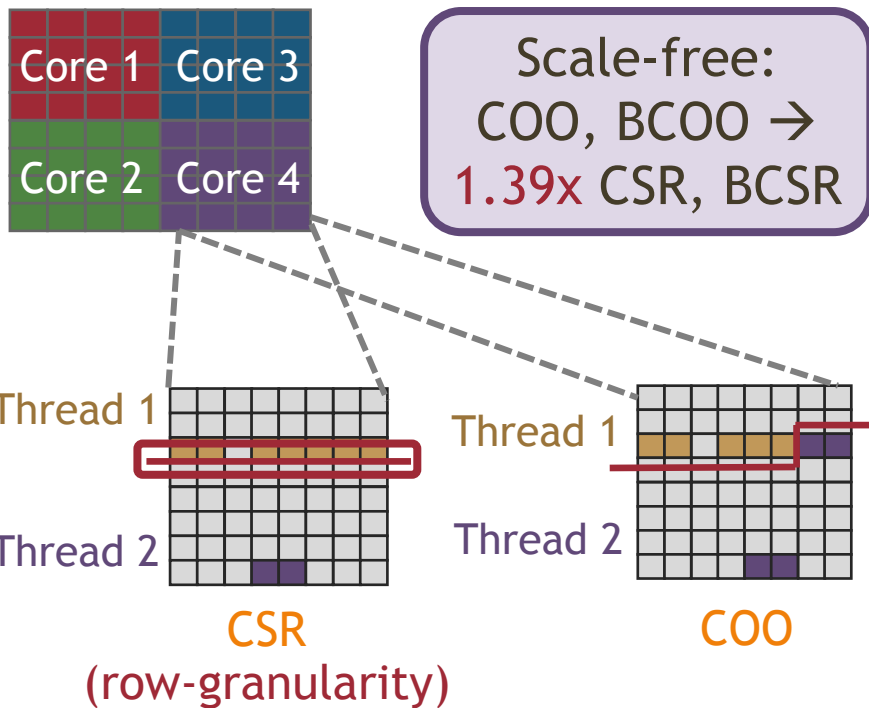 Core 1
Core 3
Core 2
Core 4
Scale-free:
COO, BCOO →
1.39x CSR, BCSR
Thread 1
Thread 2
CSR
(row-granularity)
Thread 1
Thread 2
COO